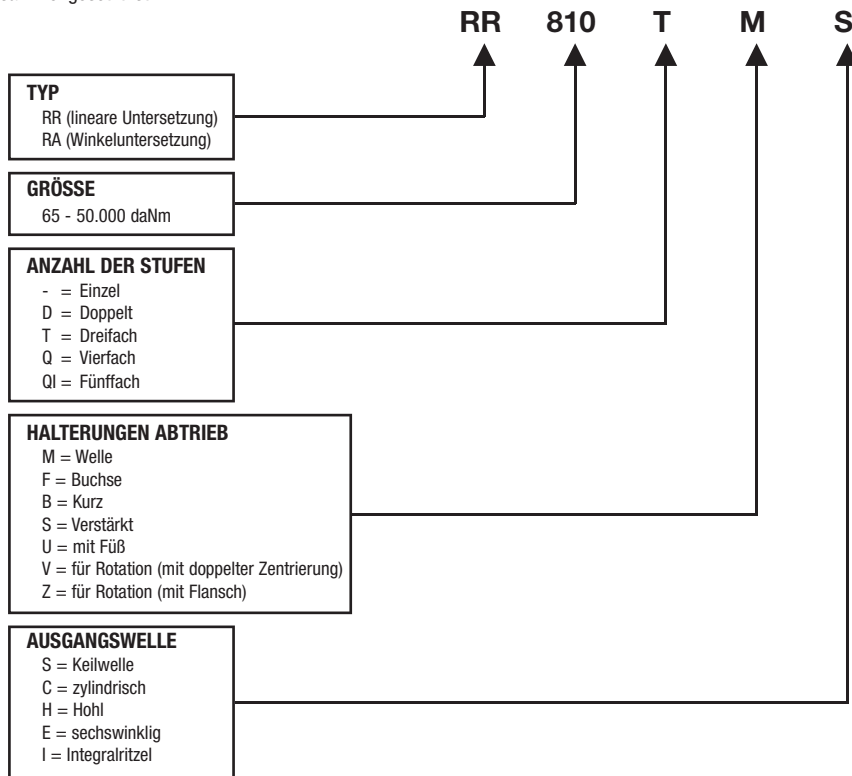 RR 810 T M S
TYP
RR (lineare Untersetzung)
RA (Winkeluntersetzung)
GRÖSSE
65 - 50.000 daNm
ANZAHL DER STUFEN
- = Einzel
D = Doppelt
T = Dreifach
Q = Vierfach
QI = Fünffach
HALTERUNGEN ABTRIEB
M = Welle
F = Buchse
B = Kurz
S = Verstärkt
U = mit Füß
V = für Rotation (mit doppelter Zentrierung)
Z = für Rotation (mit Flansch)
AUSGANGSWELLE
S = Keilwelle
C = zylindrisch
H = Hohl
E = sechswinklig
I = Integralritzel